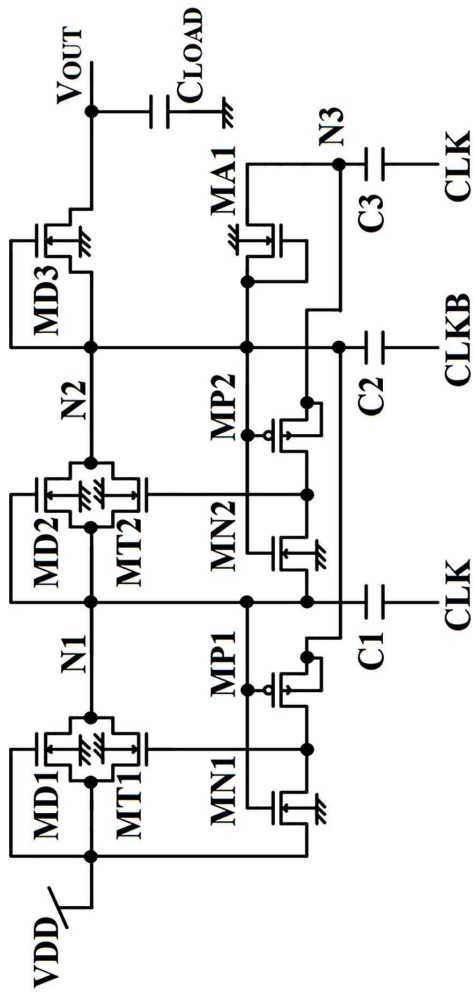 VDD
MD1
MT1
N1
MD2
MT2
N2
MD3
VOUT
CLOAD
MN1
MP1
MN2
MP2
MA1
N3
C1
C2
C3
CLK
CLKB
CLK